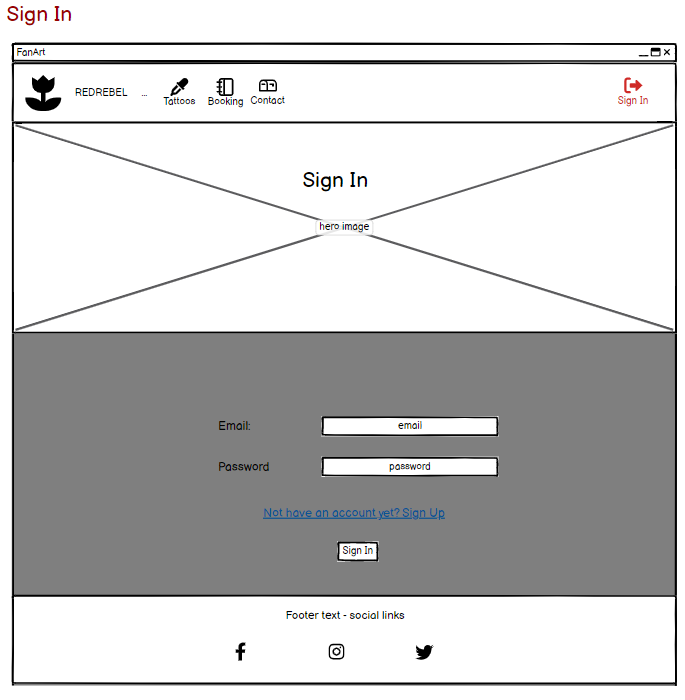 Sign In
FanArt
REDREBEL ... Tattoos Booking Contact Sign In
Sign In
hero image
Email: email
Password password
Not have an account yet? Sign Up
Sign In
Footer text - social links